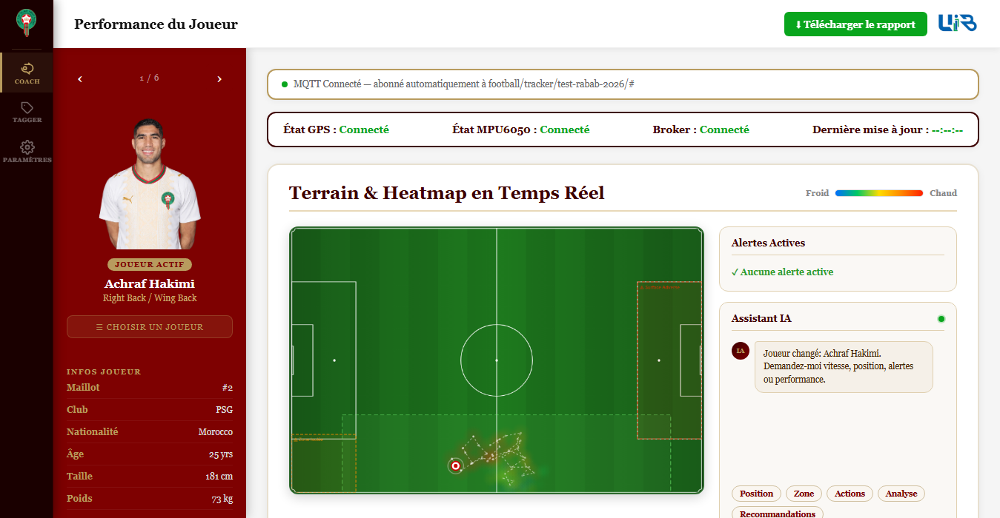 Performance du Joueur
⬇ Télécharger le rapport
UiB
COACH
TAGGER
PARAMÈTRES
‹ 1 / 6 ›
JOUEUR ACTIF
Achraf Hakimi
Right Back / Wing Back
☰ CHOISIR UN JOUEUR
INFOS JOUEUR
Maillot #2
Club PSG
Nationalité Morocco
Âge 25 yrs
Taille 181 cm
Poids 73 kg
MQTT Connecté — abonné automatiquement à football/tracker/test-rabab-2026/#
État GPS : Connecté État MPU6050 : Connecté Broker : Connecté Dernière mise à jour : --:--:--
Terrain & Heatmap en Temps Réel
Froid Chaud
Alertes Actives
✓ Aucune alerte active
Assistant IA
IA
Joueur changé: Achraf Hakimi.
Demandez-moi vitesse, position, alertes
ou performance.
Position Zone Actions Analyse
Recommandations